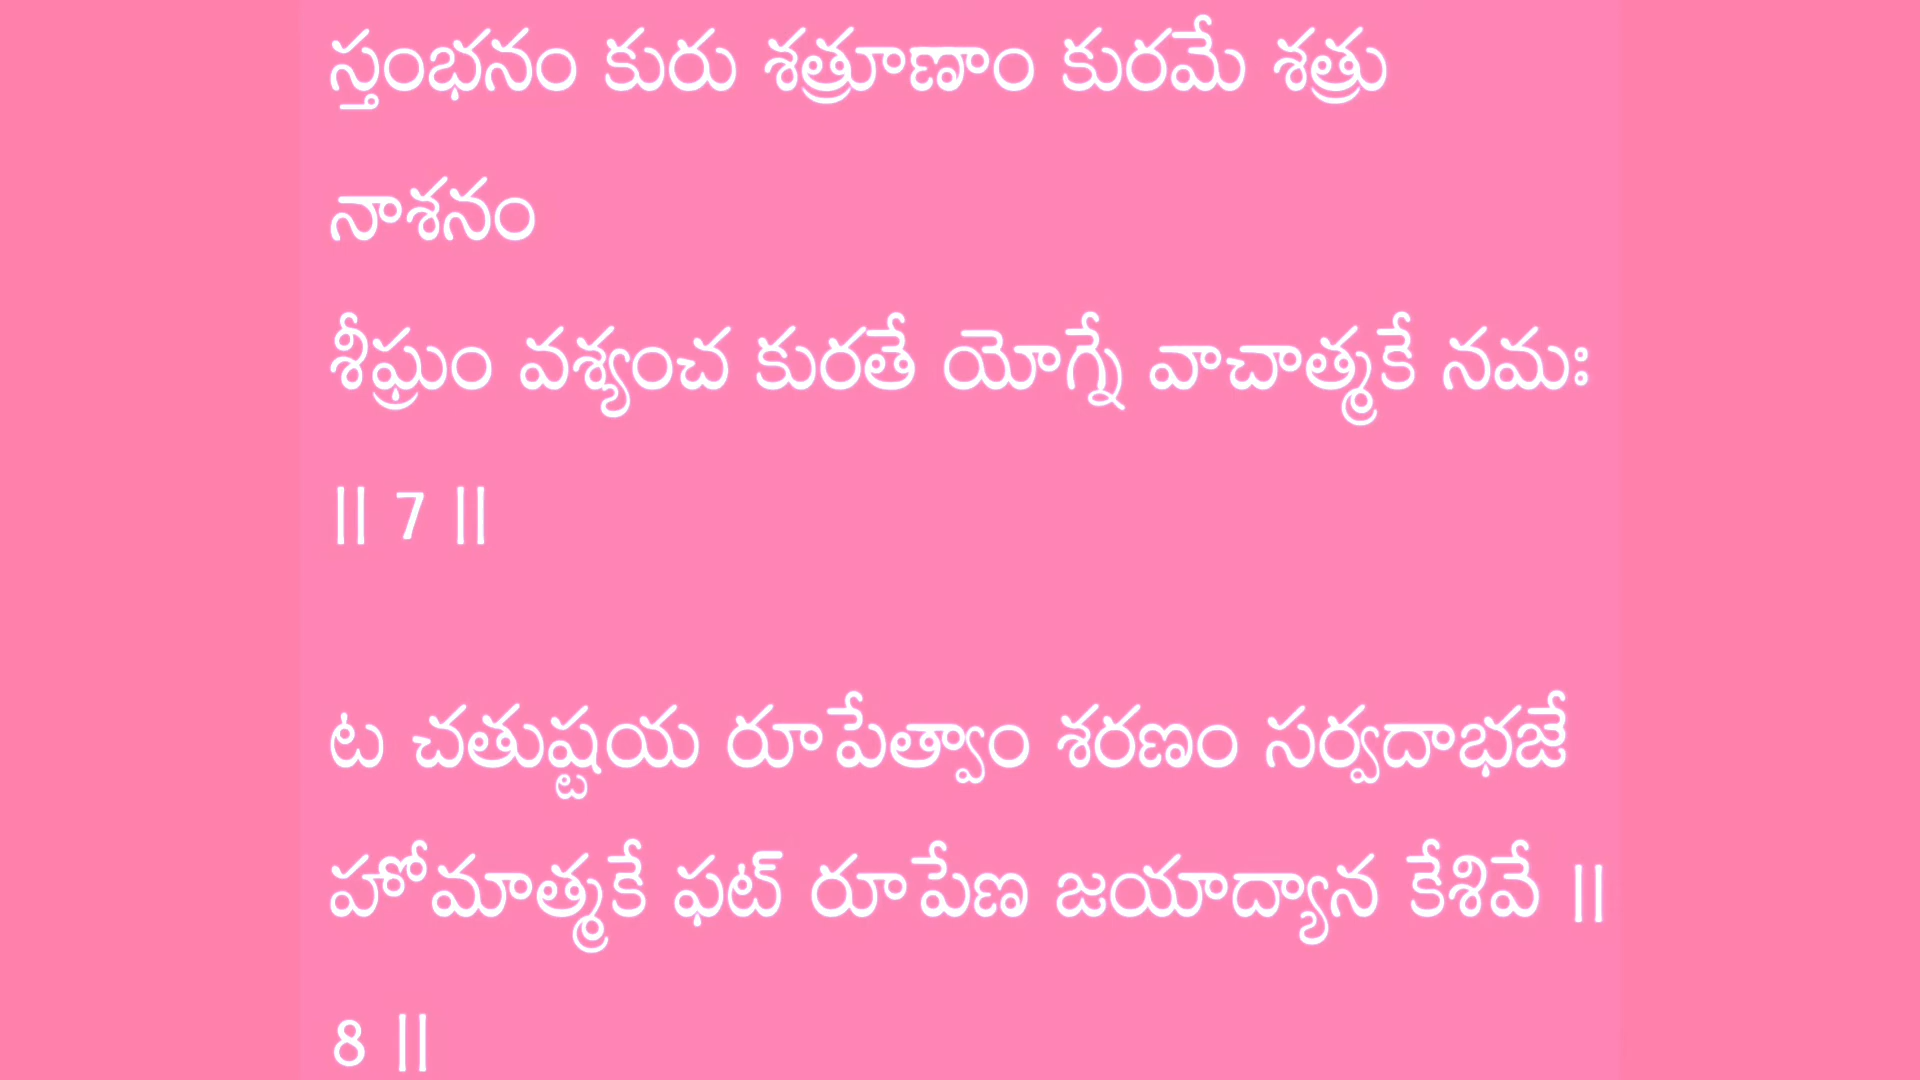 స్తంభనం కురు శత్రూణాం కురమే శత్రు
నాశనం
శీఘ్రం వశ్యంచ కురతే యోగ్నే వాచాత్మకే నమః
|| 7 ||
ట చతుష్టయ రూపేత్వాం శరణం సర్వదాభజే
హోమాత్మకే ఫట్ రూపేణ జయాద్యాన కేశివే ||
8 ||